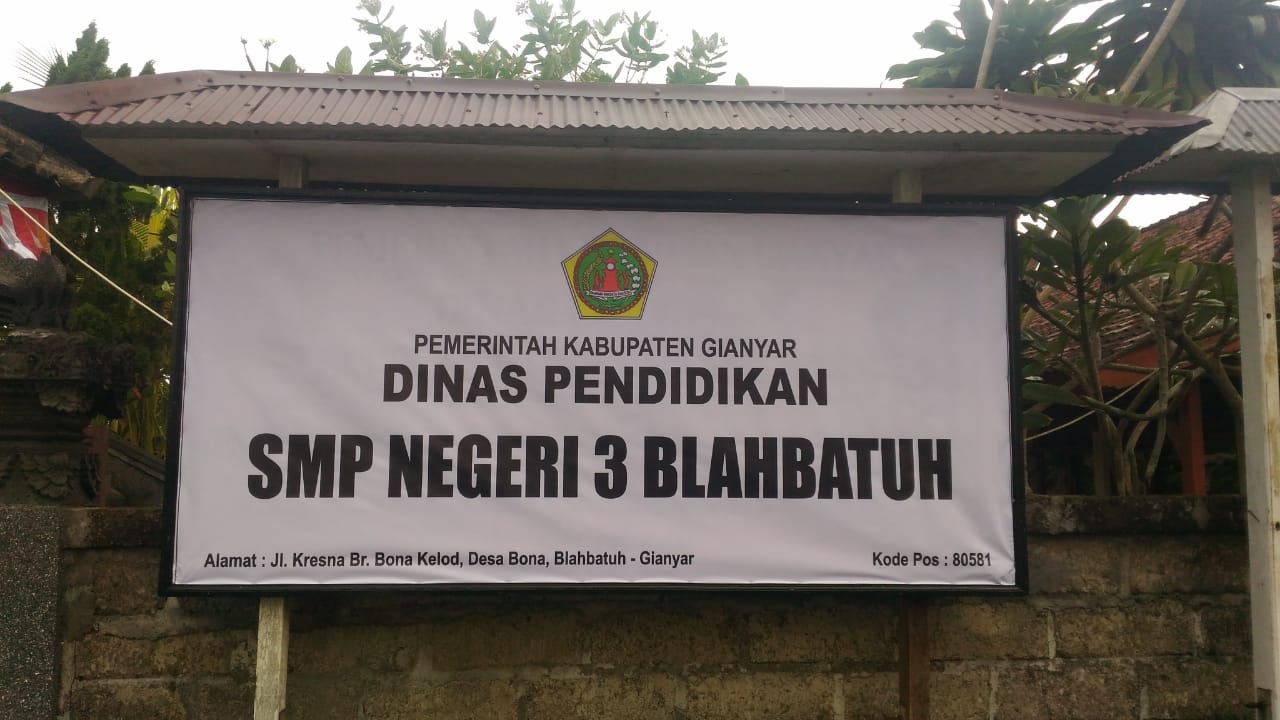 PEMERINTAH KABUPATEN GIANYAR
DINAS PENDIDIKAN
SMP NEGERI 3 BLAHBATUH
Alamat : Jl. Kresna Br. Bona Kelod, Desa Bona, Blahbatuh - Gianyar Kode Pos : 80581